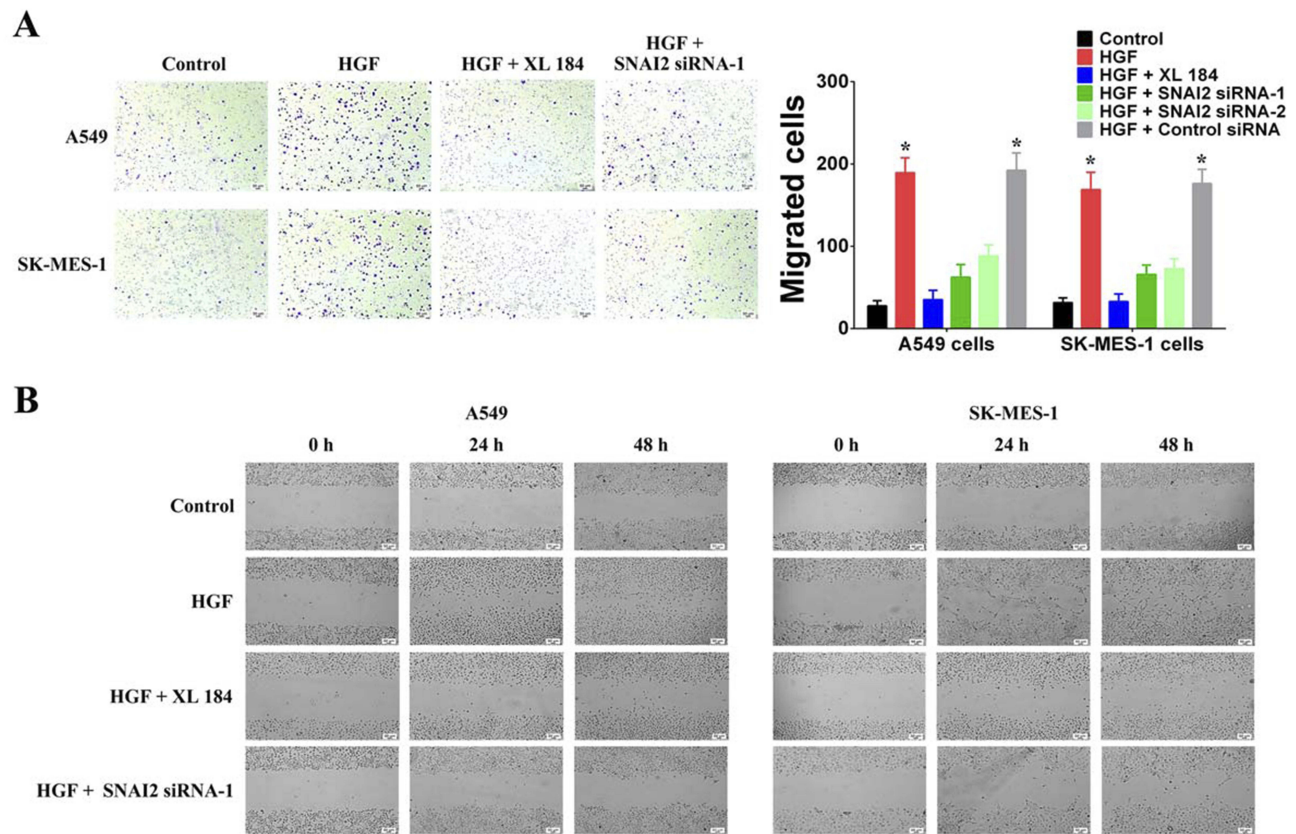 A
Control
HGF
HGF + XL 184
HGF +
SNAI2 siRNA-1
A549
SK-MES-1
Control
HGF
HGF + XL 184
HGF + SNAI2 siRNA-1
HGF + SNAI2 siRNA-2
HGF + Control siRNA
Migrated cells
300
200
100
0
*
*
*
*
A549 cells
SK-MES-1 cells
B
A549
SK-MES-1
0 h
24 h
48 h
0 h
24 h
48 h
Control
HGF
HGF + XL 184
HGF + SNAI2 siRNA-1